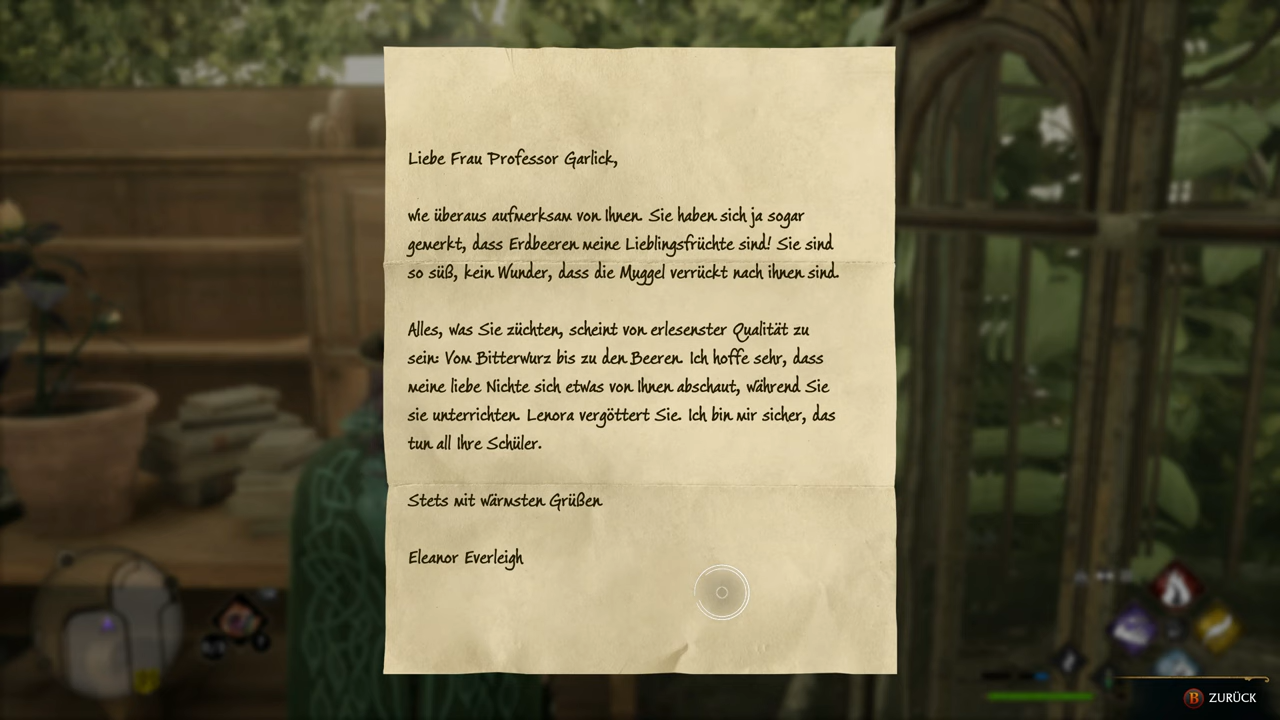 Liebe Frau Professor Garlick,
wie überaus aufmerksam von Ihnen. Sie haben sich ja sogar
gemerkt, dass Erdbeeren meine Lieblingsfrüchte sind! Sie sind
so süß, kein Wunder, dass die Muggel verrückt nach ihnen sind.
Alles, was Sie züchten, scheint von erlesenster Qualität zu
sein: Vom Bitterwurz bis zu den Beeren. Ich hoffe sehr, dass
meine liebe Nichte sich etwas von Ihnen abschaut, während Sie
sie unterrichten. Lenora vergöttert Sie. Ich bin mir sicher, das
tun all Ihre Schüler.
Stets mit wärmsten Grüßen
Eleanor Everleigh
B ZURÜCK